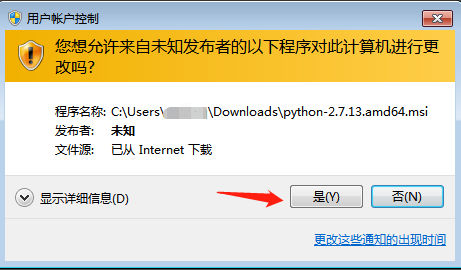 用户帐户控制
您想允许来自未知发布者的以下程序对此计算机进行更
改吗?
程序名称: C:\Users\ \Downloads\python-2.7.13.amd64.msi
发布者: 未知
文件源: 已从 Internet 下载
显示详细信息(D)
是(Y)
否(N)
更改这些通知的出现时间